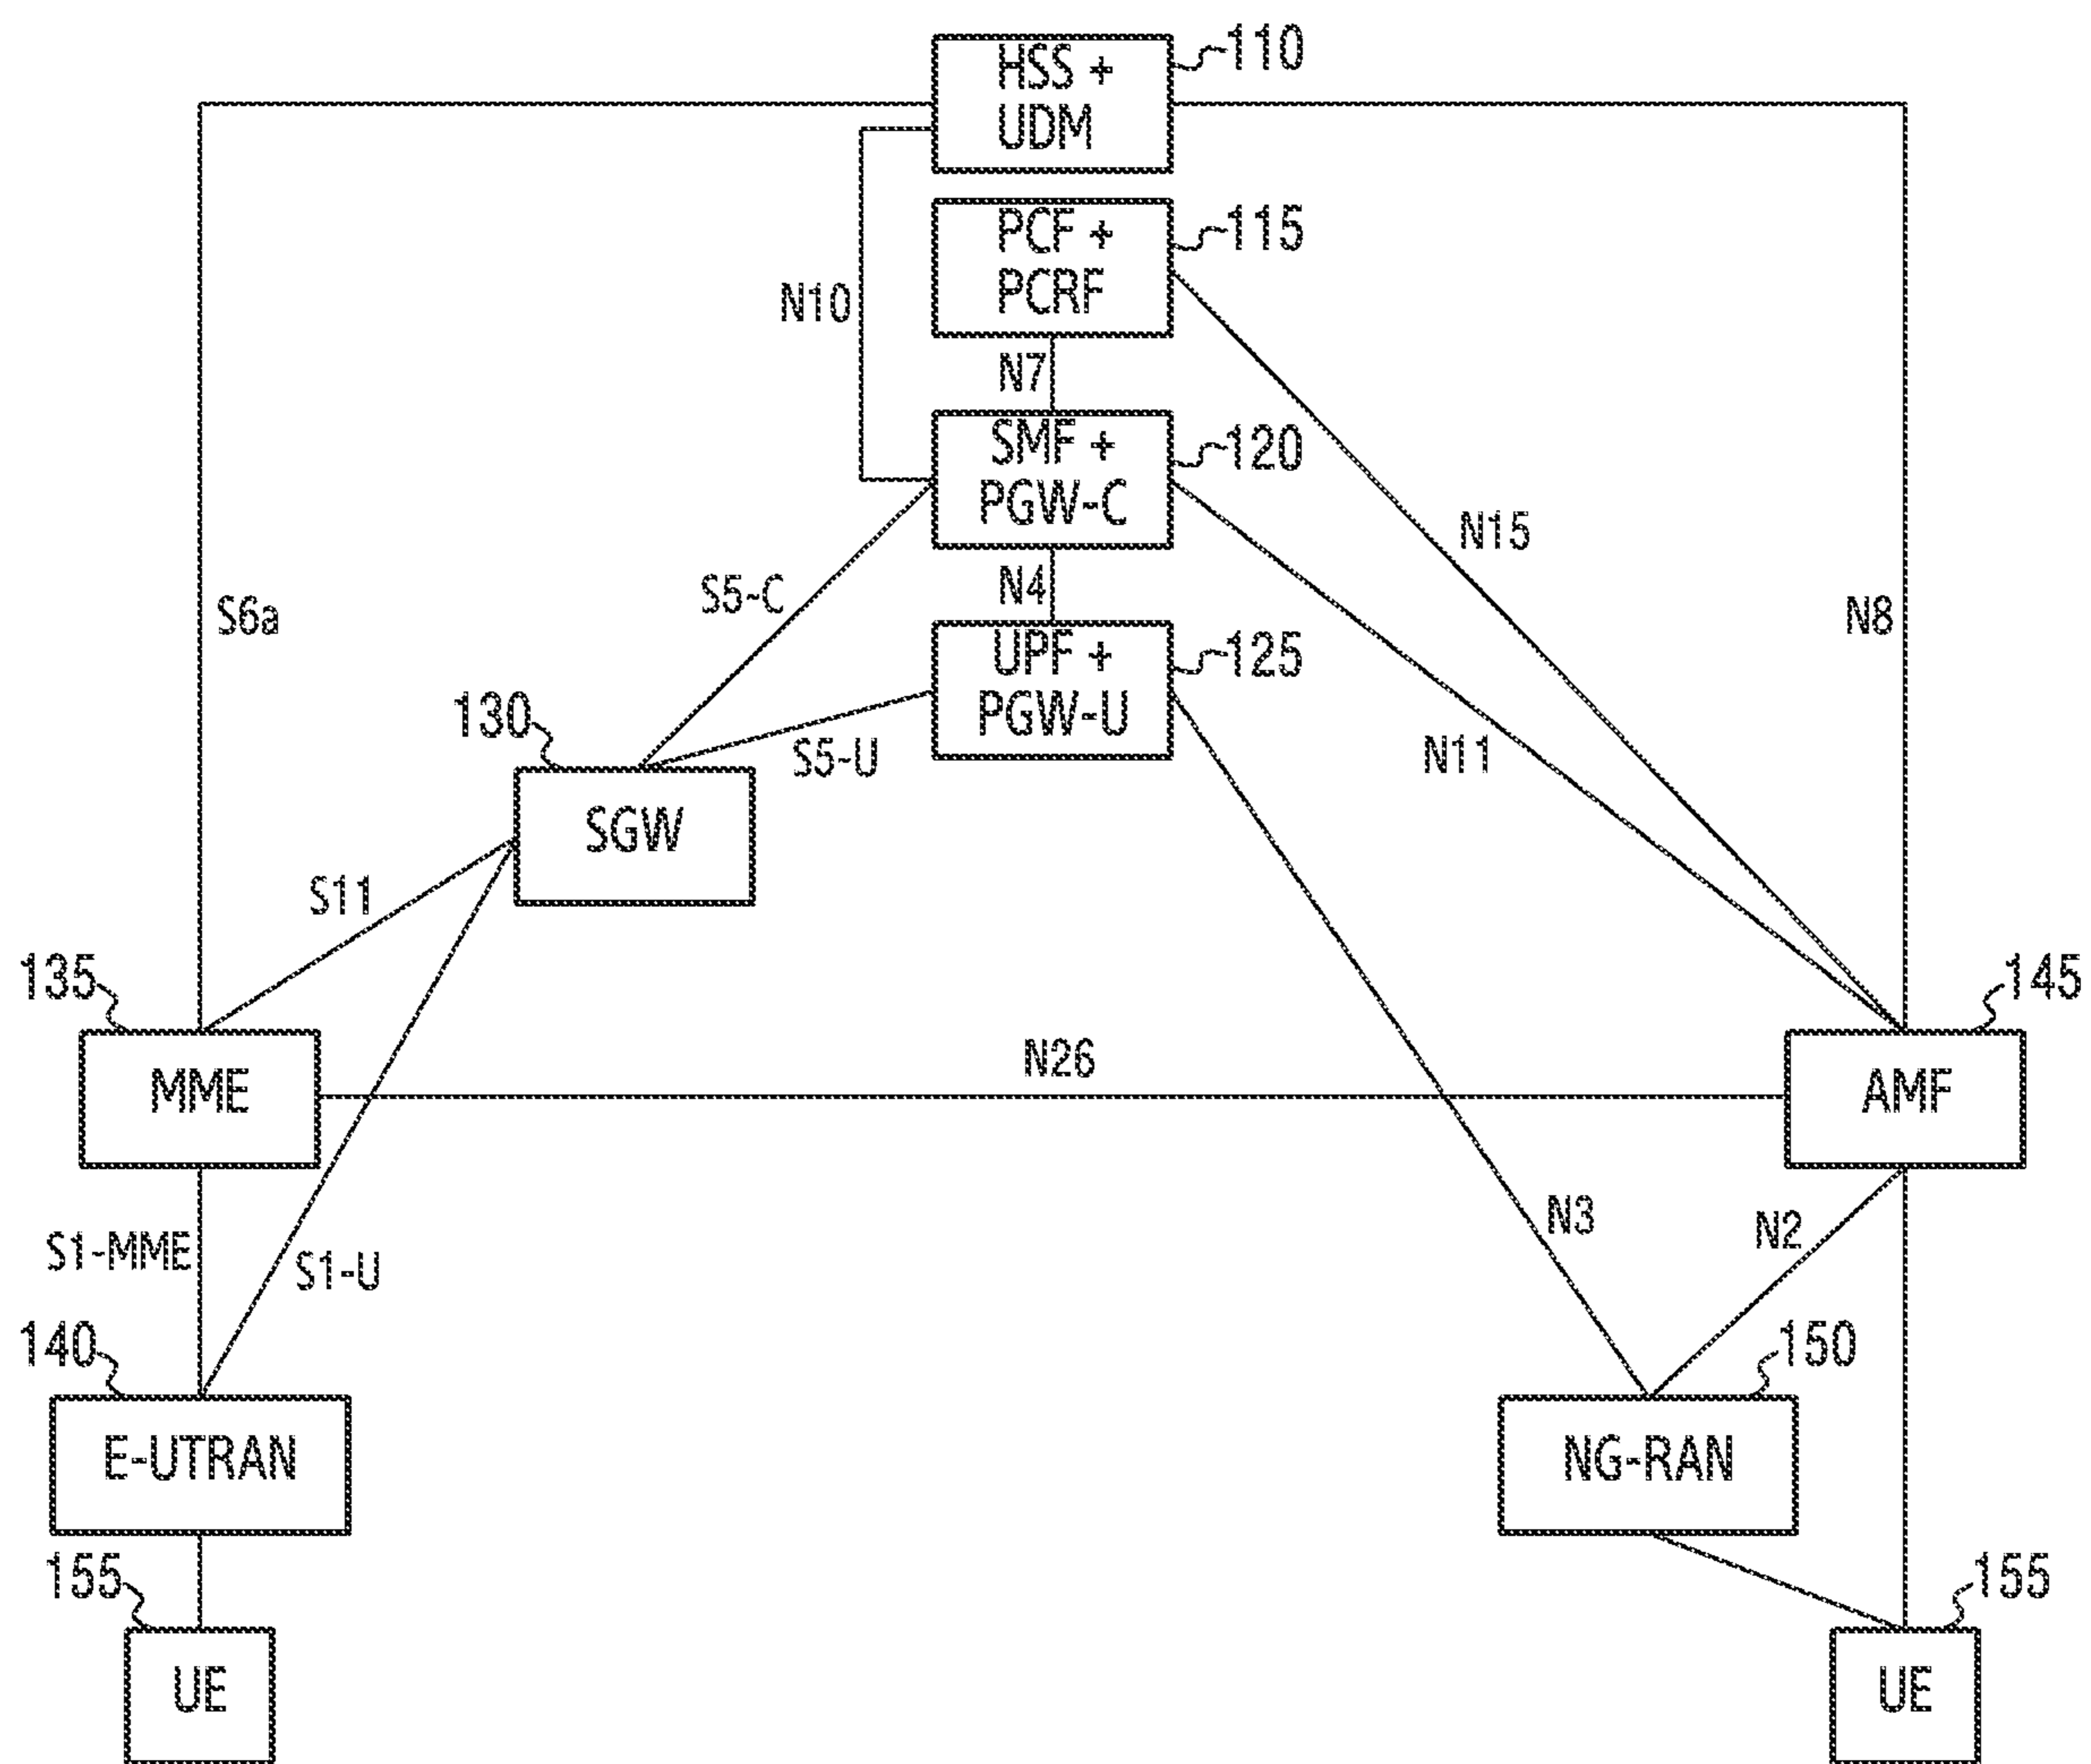 HSS +
UDM
110
PCF +
PCRF
115
N10
N7
SMF +
PGW-C
120
N15
S5-C
N4
S6a
N8
UPF +
PGW-U
125
130
S5-U
N11
SGW
S11
135
145
MME
N26
AMF
S1-MME
S1-U
N3
N2
140
150
E-UTRAN
NG-RAN
155
155
UE
UE